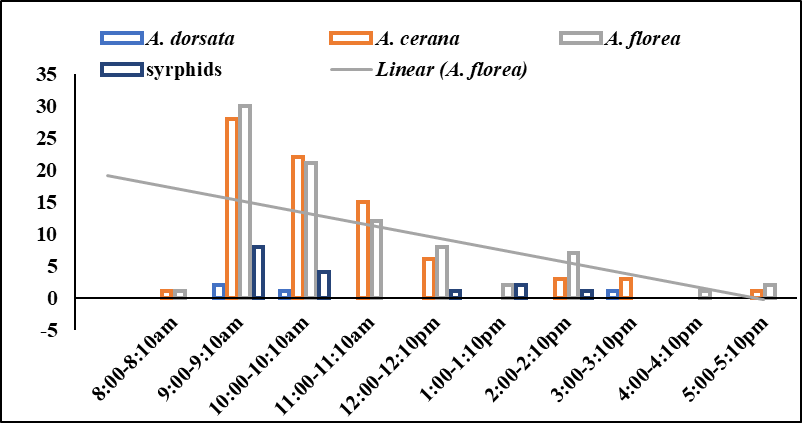 A. dorsata A. cerana A. florea
syrphids Linear (A. florea)
35
30
25
20
15
10
5
0
-5
8:00-8:10am
9:00-9:10am
10:00-10:10am
11:00-11:10am
12:00-12:10pm
1:00-1:10pm
2:00-2:10pm
3:00-3:10pm
4:00-4:10pm
5:00-5:10pm